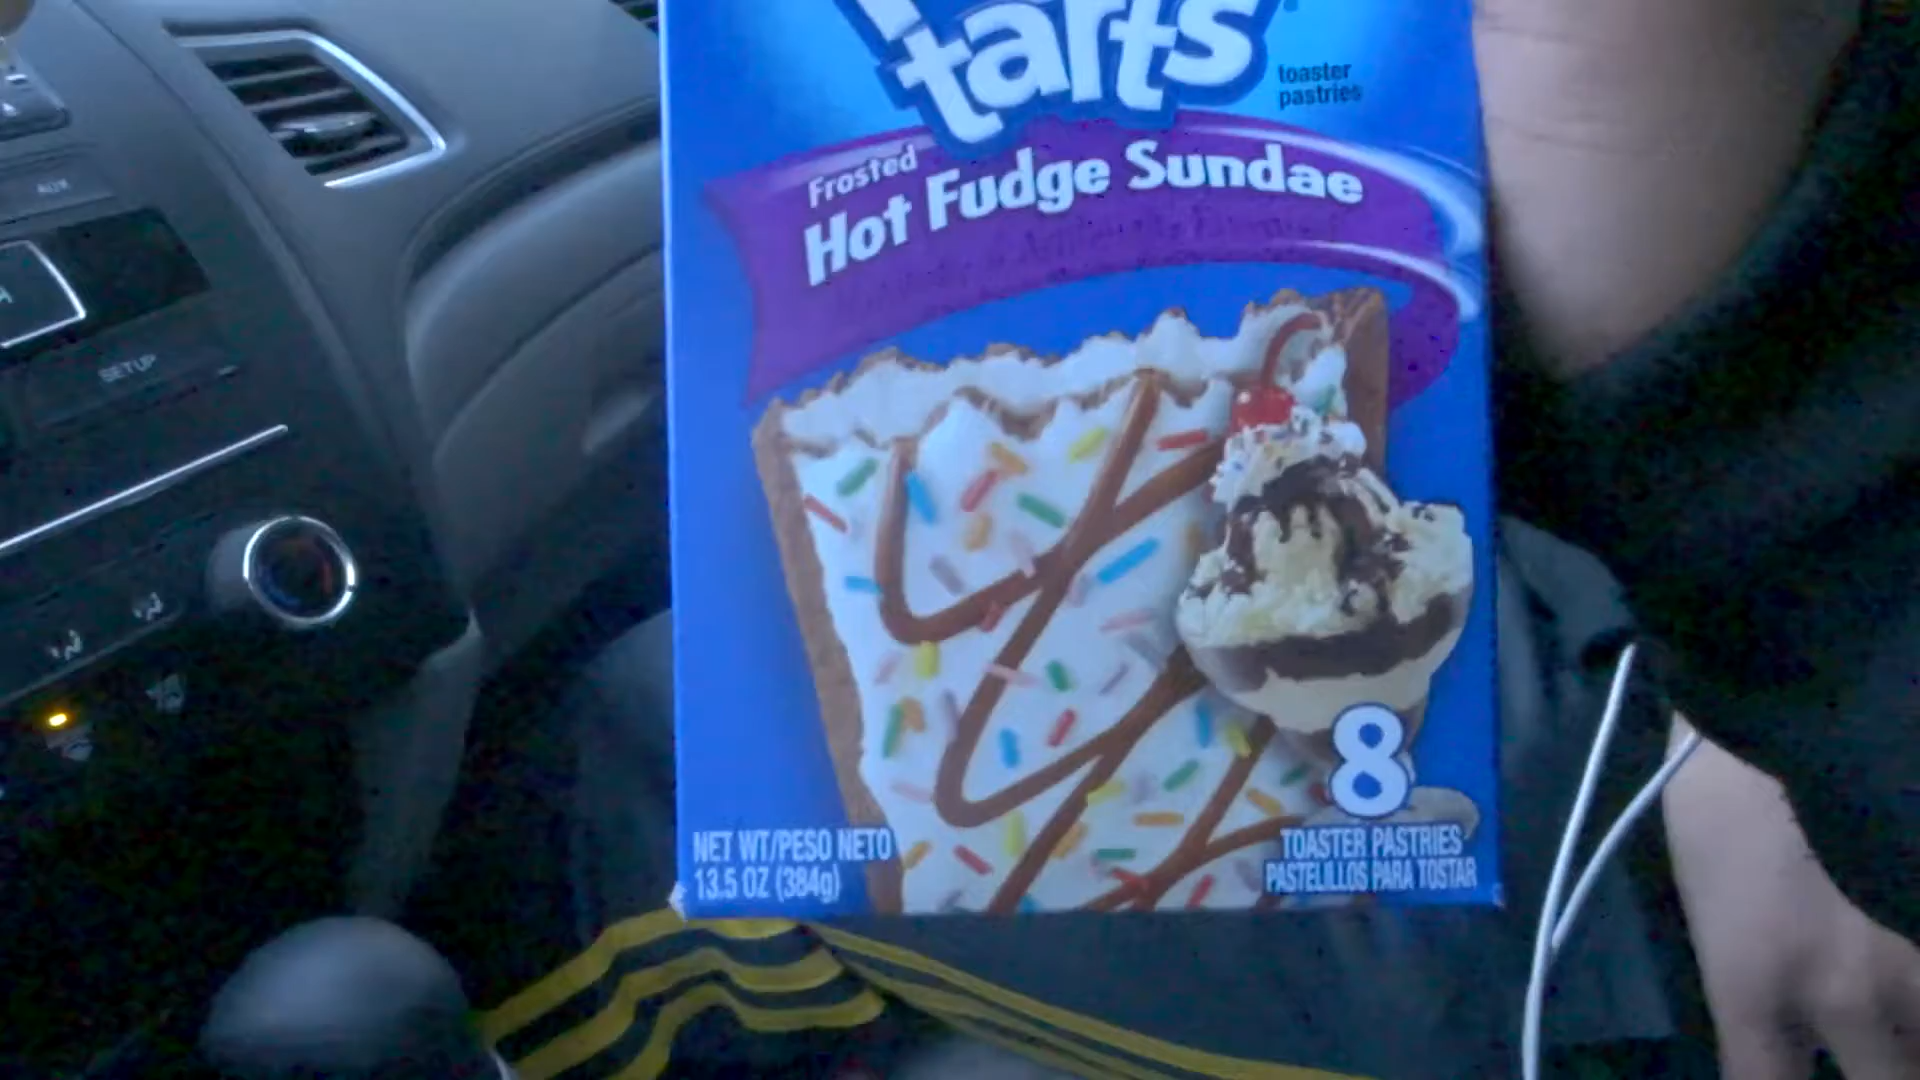 tarts
toaster
pastries
Frosted
Hot Fudge Sundae
8
NET WT/PESO NETO
13.5 OZ (384g)
TOASTER PASTRIES
PASTELILLOS PARA TOSTAR
AUX
SETUP